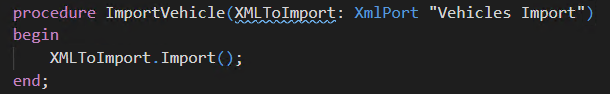 procedure ImportVehicle(XMLToImport: XmlPort "Vehicles Import")
begin
    XMLToImport.Import();
end;